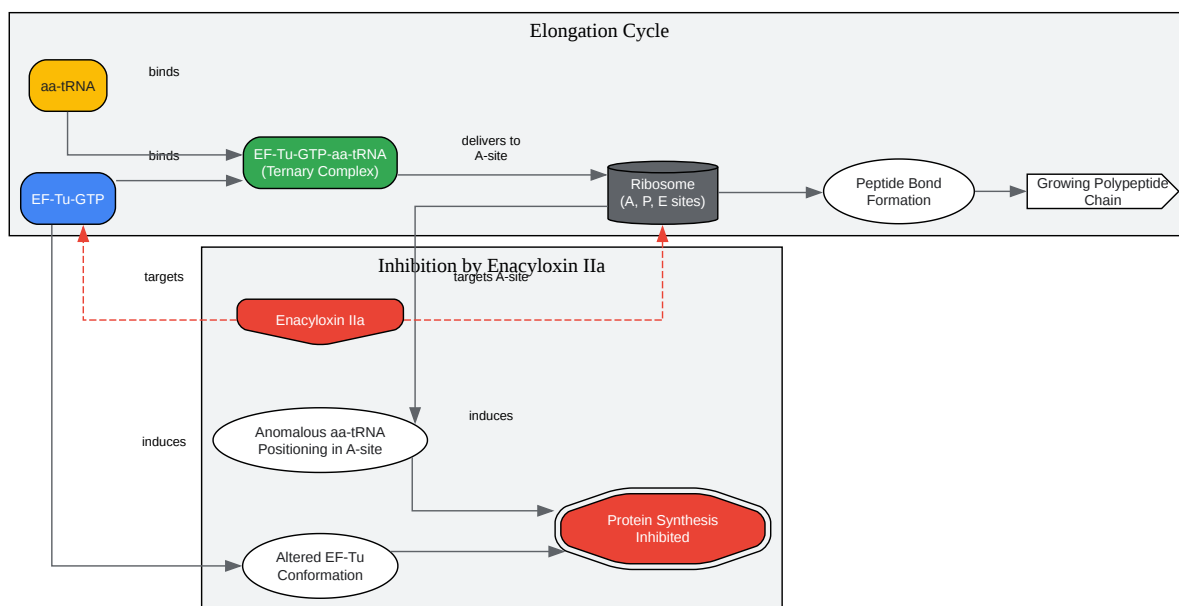 Elongation Cycle
aa-tRNA
binds
binds
EF-Tu-GTP
EF-Tu-GTP-aa-tRNA
(Ternary Complex)
delivers to
A-site
Ribosome
(A, P, E sites)
Peptide Bond
Formation
Growing Polypeptide
Chain
Inhibition by Enacyloxin IIa
targets
targets A-site
Enacyloxin IIa
induces
induces
Anomalous aa-tRNA
Positioning in A-site
Altered EF-Tu
Conformation
Protein Synthesis
Inhibited